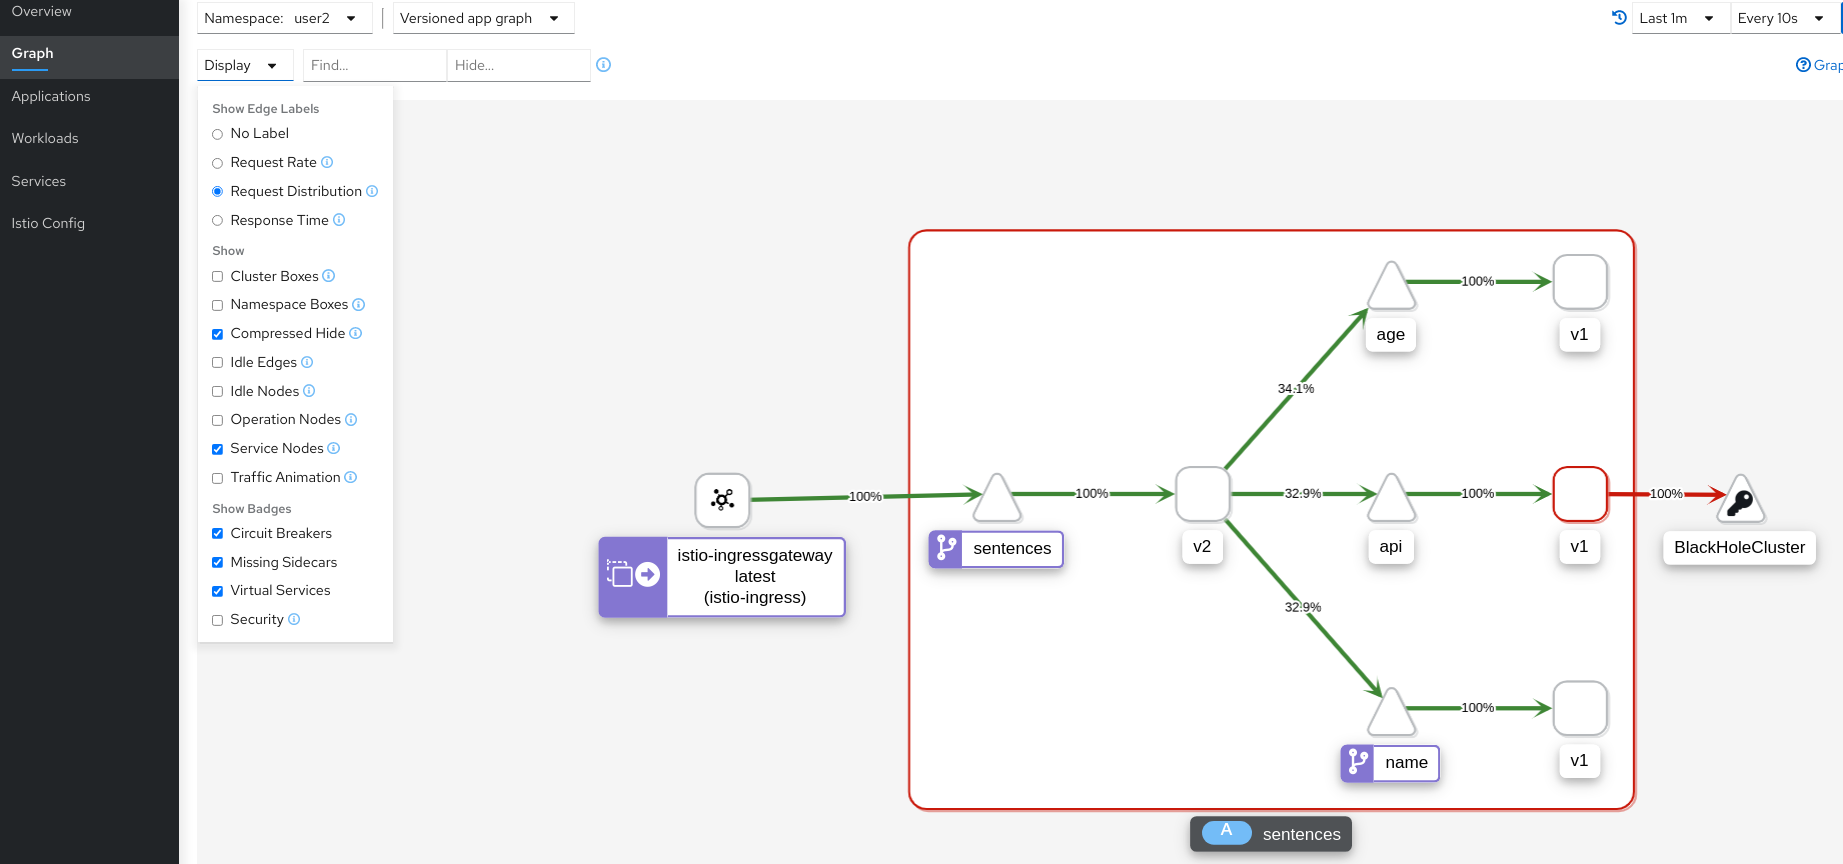 Overview
Graph
Applications
Workloads
Services
Istio Config
Namespace: user2
Versioned app graph
Last 1m
Every 10s
Display
Find...
Hide...
Grap
Show Edge Labels
No Label
Request Rate
Request Distribution
Response Time
Show
Cluster Boxes
Namespace Boxes
Compressed Hide
Idle Edges
Idle Nodes
Operation Nodes
Service Nodes
Traffic Animation
Show Badges
Circuit Breakers
Missing Sidecars
Virtual Services
Security
100%
age
v1
34.1%
100%
100%
32.9%
100%
100%
istio-ingressgateway
latest
(istio-ingress)
sentences
v2
api
v1
BlackHoleCluster
32.9%
100%
name
v1
A sentences